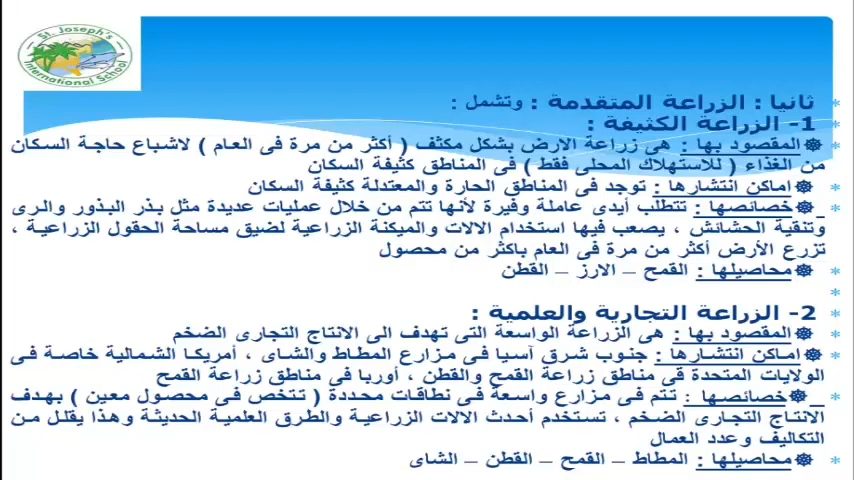 St. Joseph's
International School
ثانيا : الزراعة المتقدمة : وتشمل :
1- الزراعة الكثيفة :
المقصود بها : هى زراعة الارض بشكل مكثف ( أكثر من مرة فى العام ) لاشباع حاجة السكان
من الغذاء ( للاستهلاك المحلى فقط ) فى المناطق كثيفة السكان
اماكن انتشارها : توجد فى المناطق الحارة والمعتدلة كثيفة السكان
خصائصها : تتطلب أيدى عاملة وفيرة لأنها تتم من خلال عمليات عديدة مثل بذر البذور والرى
وتنقية الحشائش ، يصعب فيها استخدام الالات والميكنة الزراعية لضيق مساحة الحقول الزراعية ،
تزرع الأرض أكثر من مرة فى العام باكثر من محصول
محاصيلها : القمح – الارز – القطن
2- الزراعة التجارية والعلمية :
المقصود بها : هى الزراعة الواسعة التى تهدف الى الانتاج التجارى الضخم
اماكن انتشارها : جنوب شرق آسيا فى مزارع المطاط والشاى ، أمريكا الشمالية خاصة فى
الولايات المتحدة فى مناطق زراعة القمح والقطن ، أوربا فى مناطق زراعة القمح
خصائصها : تتم فى مزارع واسعة فى نطاقات محددة ( تتخص فى محصول معين ) بهدف
الانتاج التجارى الضخم ، تستخدم أحدث الالات الزراعية والطرق العلمية الحديثة وهذا يقلل من
التكاليف وعدد العمال
محاصيلها : المطاط – القمح – القطن – الشاى